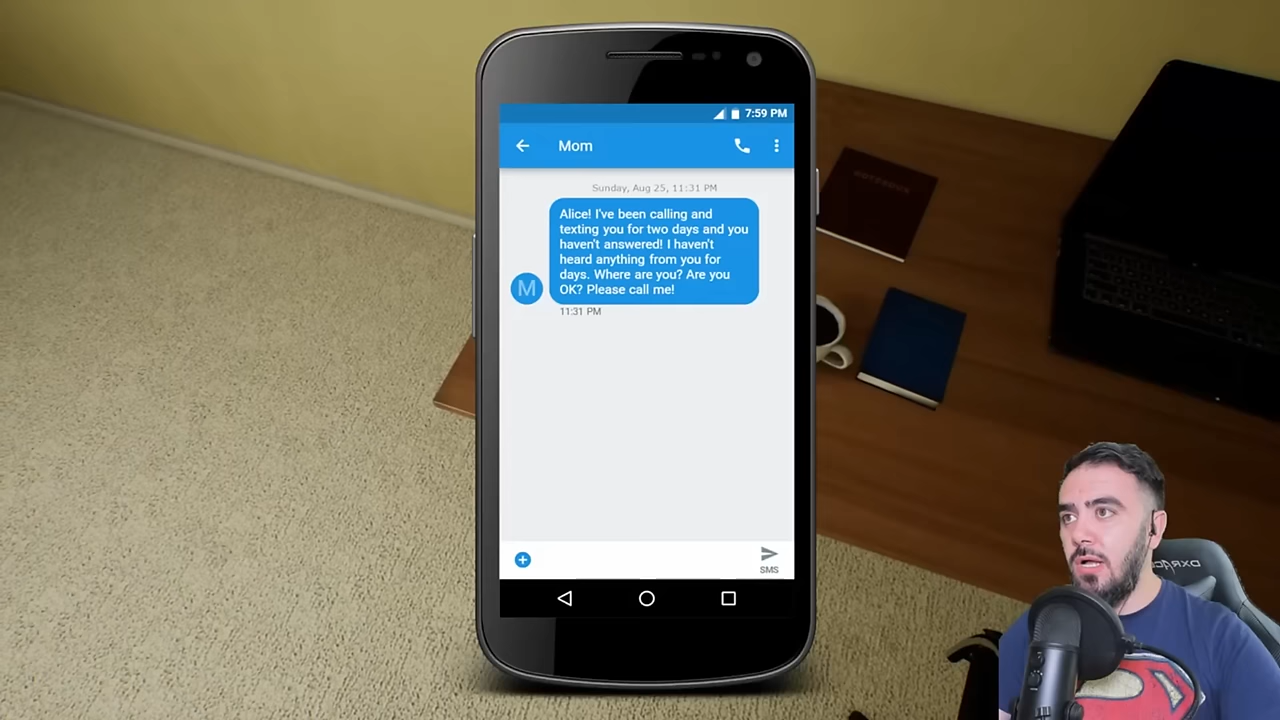 7:59 PM
Mom
Sunday, Aug 25, 11:31 PM
Alice! I've been calling and
texting you for two days and you
haven't answered! I haven't
heard anything from you for
days. Where are you? Are you
OK? Please call me!
M
11:31 PM
SMS
NOTEBOOK